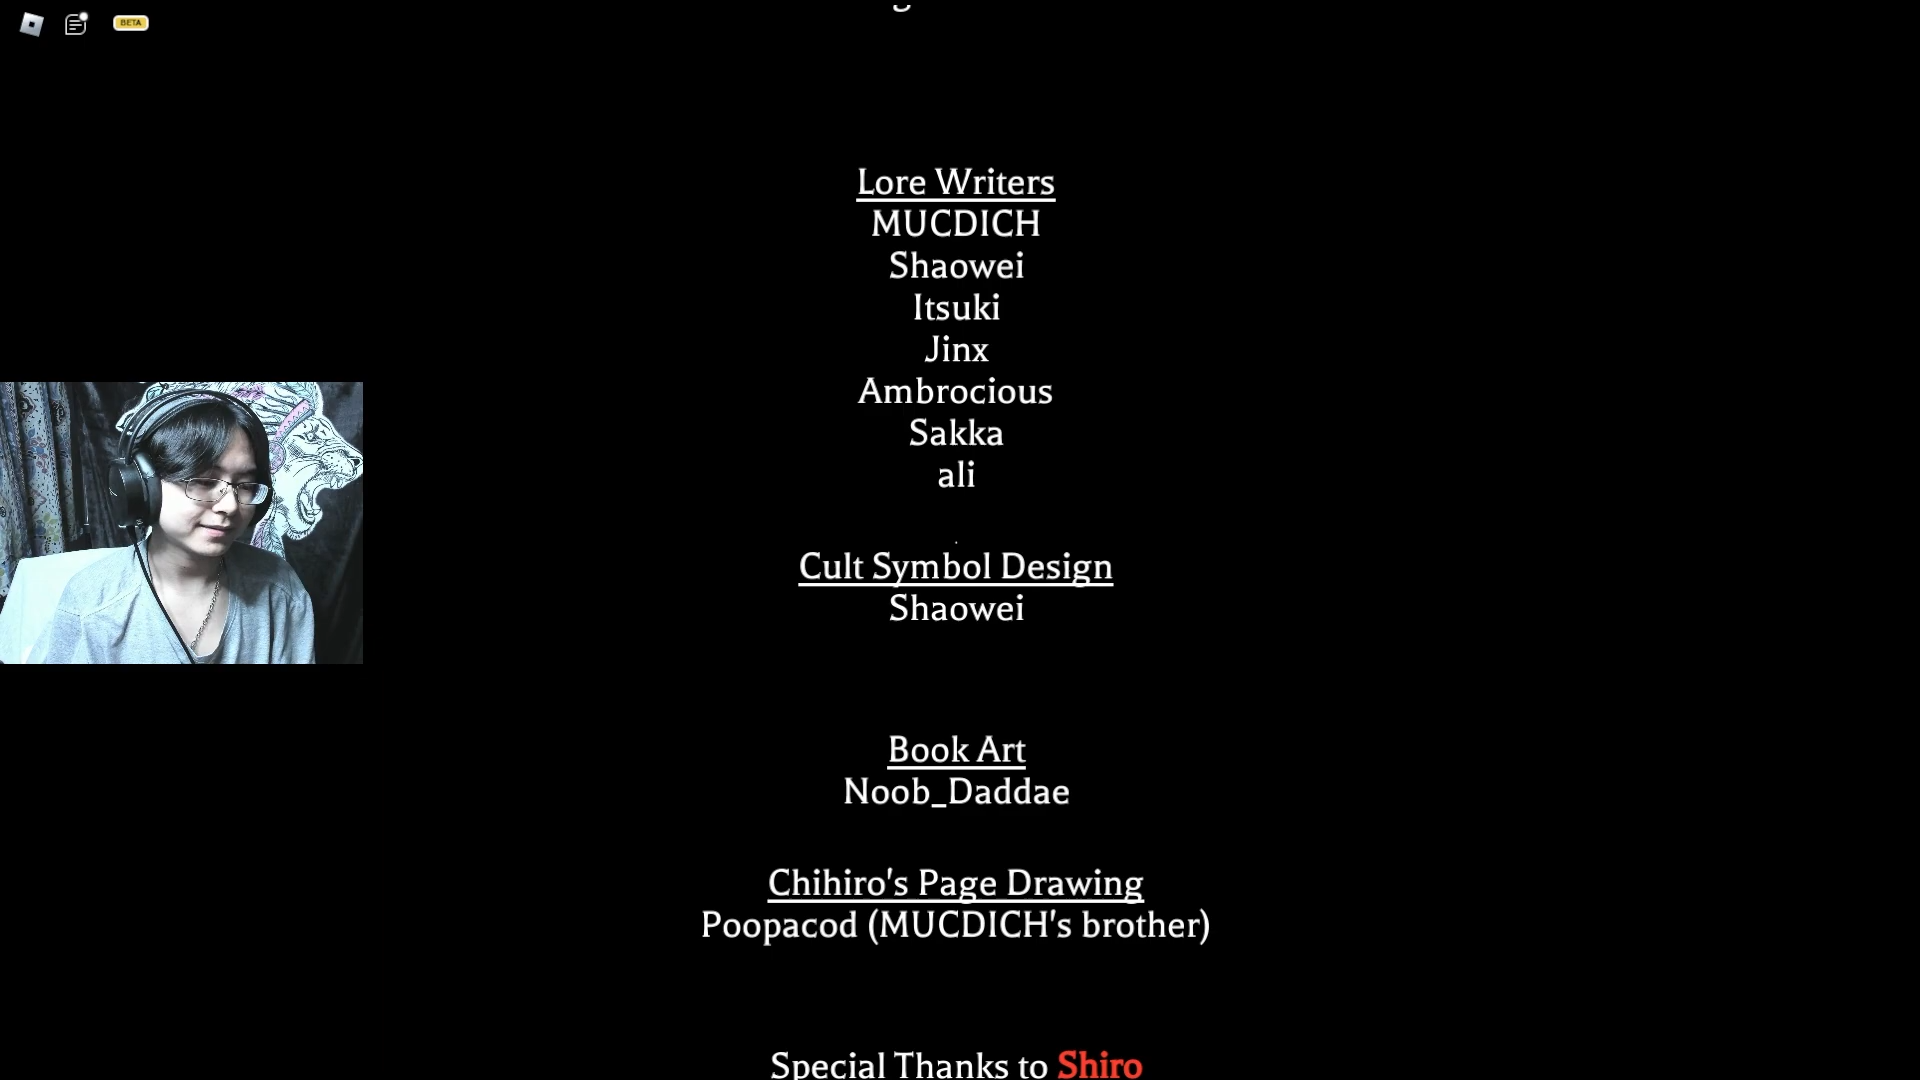 BETA
Lore Writers
MUCDICH
Shaowei
Itsuki
Jinx
Ambrocious
Sakka
ali
Cult Symbol Design
Shaowei
Book Art
Noob_Daddae
Chihiro's Page Drawing
Poopacod (MUCDICH's brother)
Special Thanks to Shiro